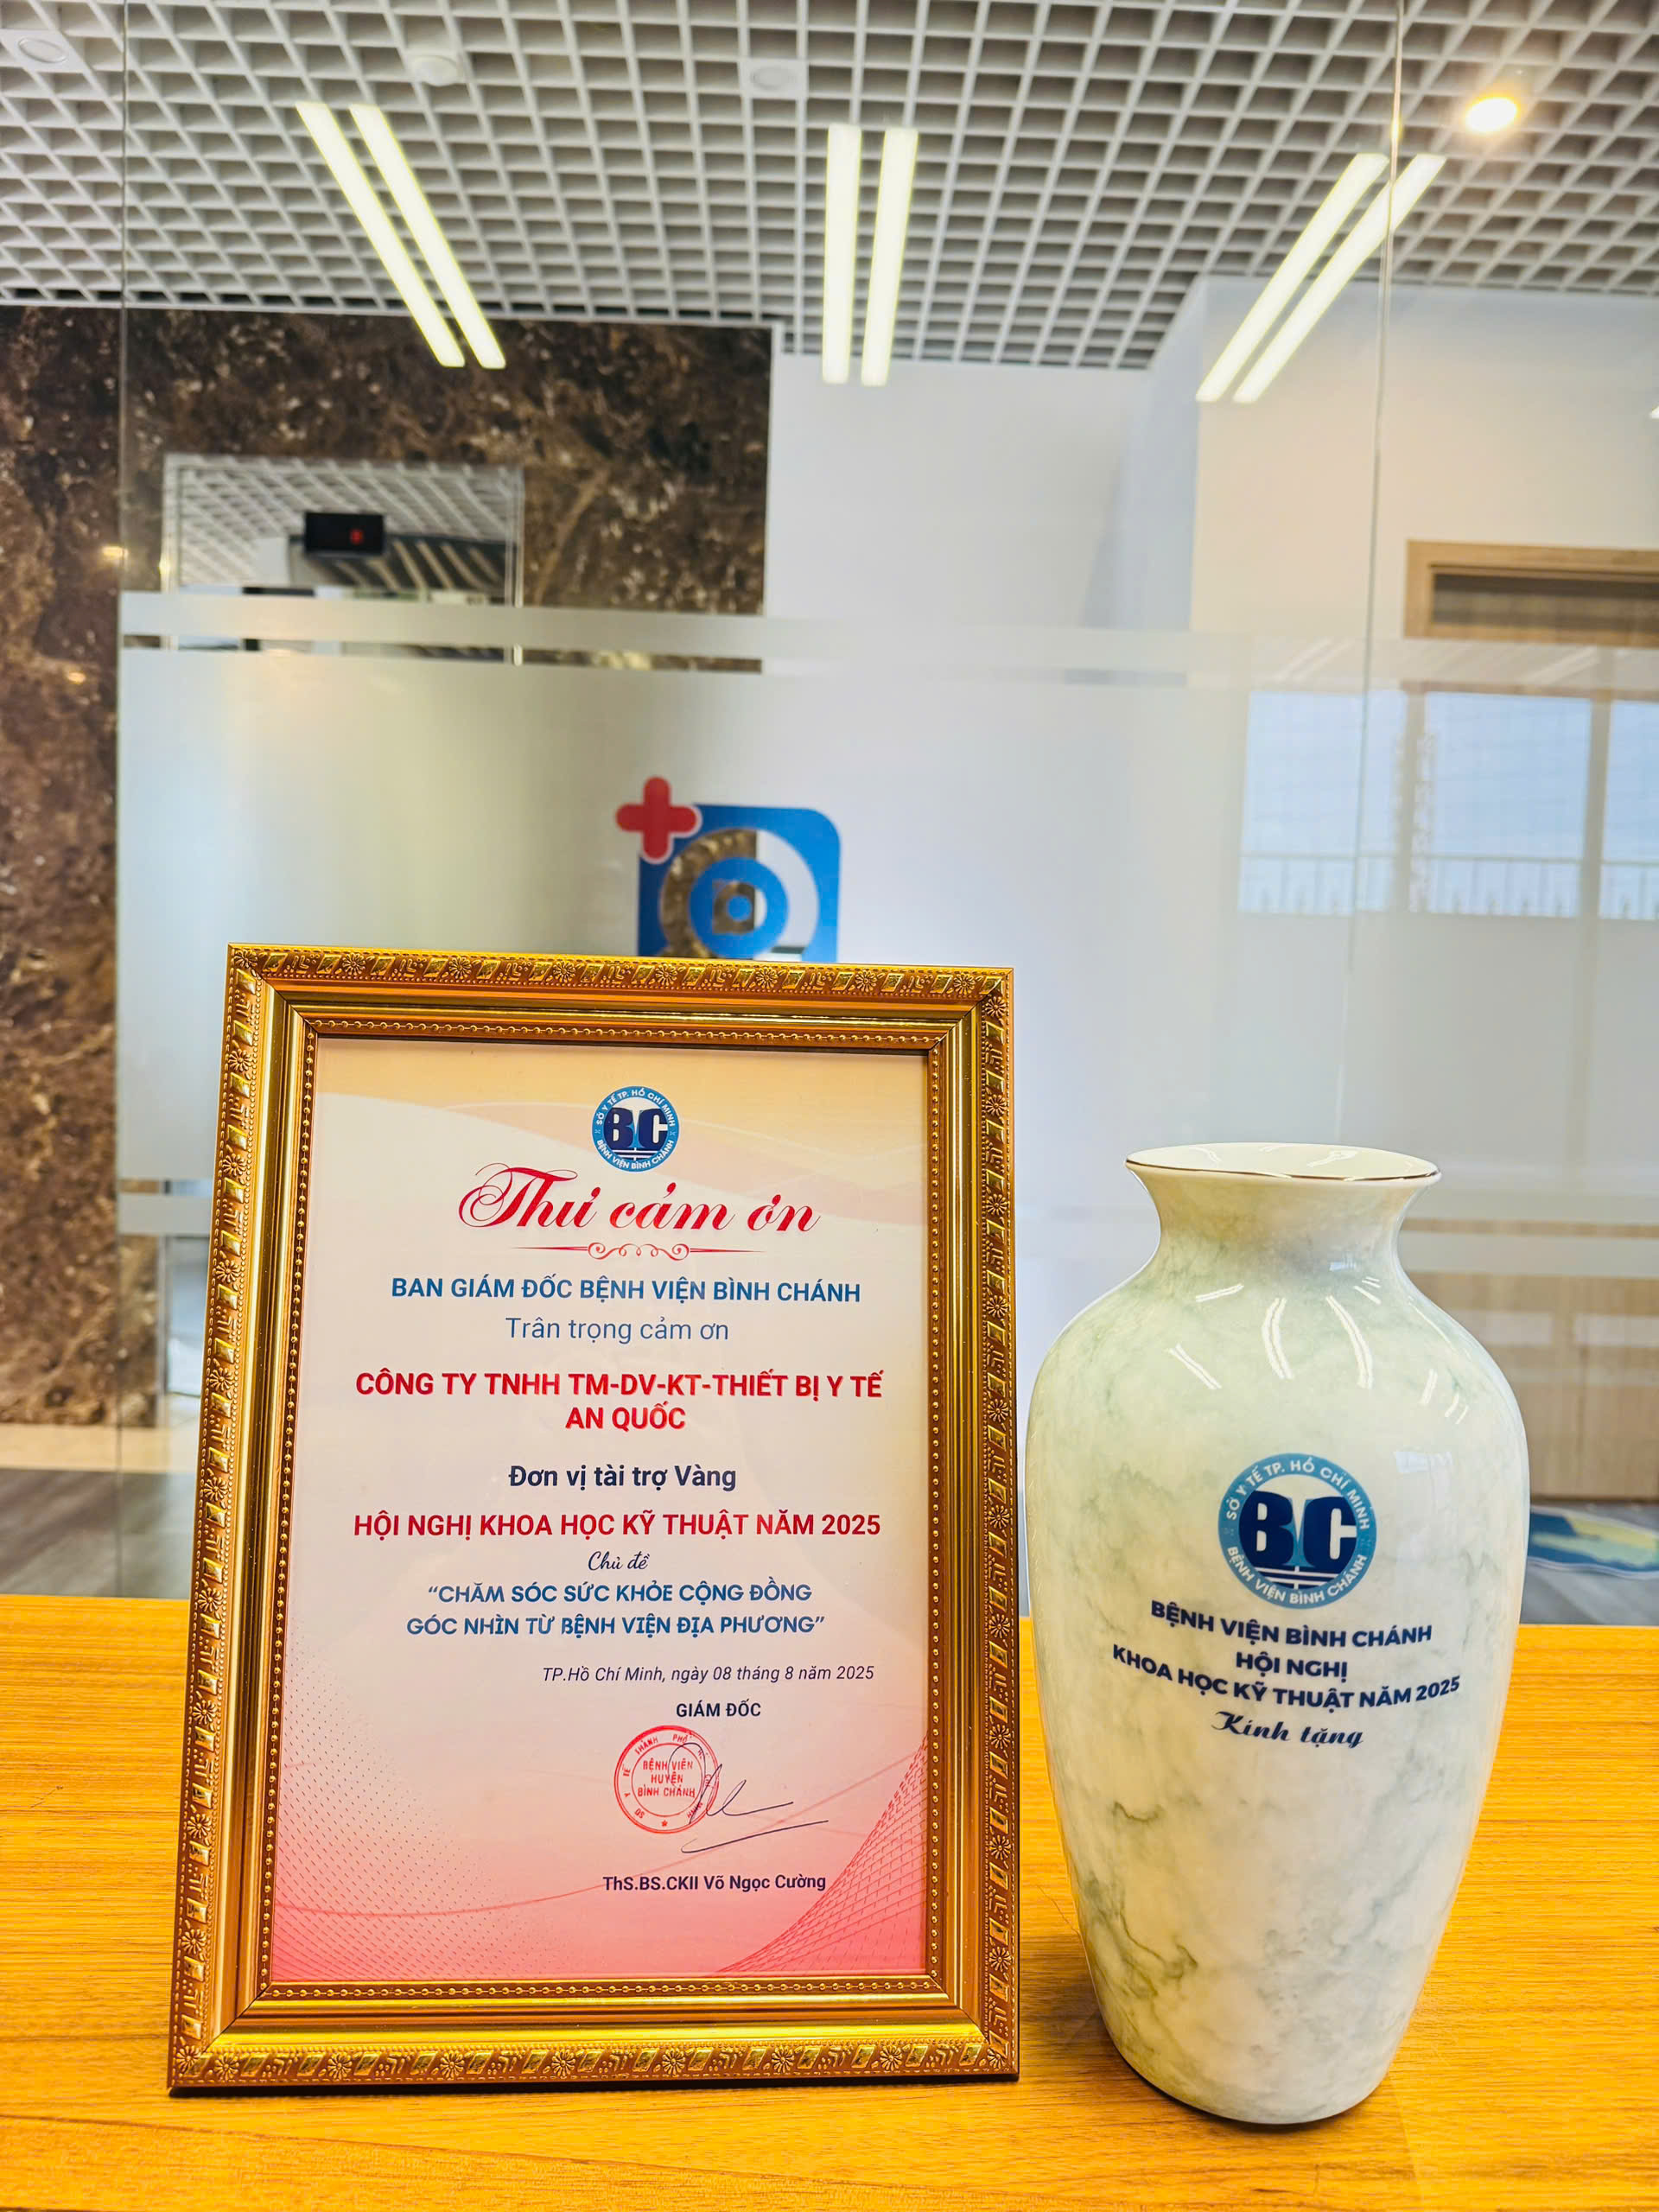 SỞ Y TẾ TP. HỒ CHÍ MINH
BC
BỆNH VIỆN BÌNH CHÁNH
Thư cảm ơn
BAN GIÁM ĐỐC BỆNH VIỆN BÌNH CHÁNH
Trân trọng cảm ơn
CÔNG TY TNHH TM-DV-KT-THIẾT BỊ Y TẾ
AN QUỐC
Đơn vị tài trợ Vàng
HỘI NGHỊ KHOA HỌC KỸ THUẬT NĂM 2025
Chủ đề
“CHĂM SÓC SỨC KHỎE CỘNG ĐỒNG
GÓC NHÌN TỪ BỆNH VIỆN ĐỊA PHƯƠNG”
TP.Hồ Chí Minh, ngày 08 tháng 8 năm 2025
GIÁM ĐỐC
BỆNH VIỆN
HUYỆN
BÌNH CHÁNH
ThS.BS.CKII Võ Ngọc Cường
SỞ Y TẾ TP. HỒ CHÍ MINH
BC
BỆNH VIỆN BÌNH CHÁNH
BỆNH VIỆN BÌNH CHÁNH
HỘI NGHỊ
KHOA HỌC KỸ THUẬT NĂM 2025
Kính tặng